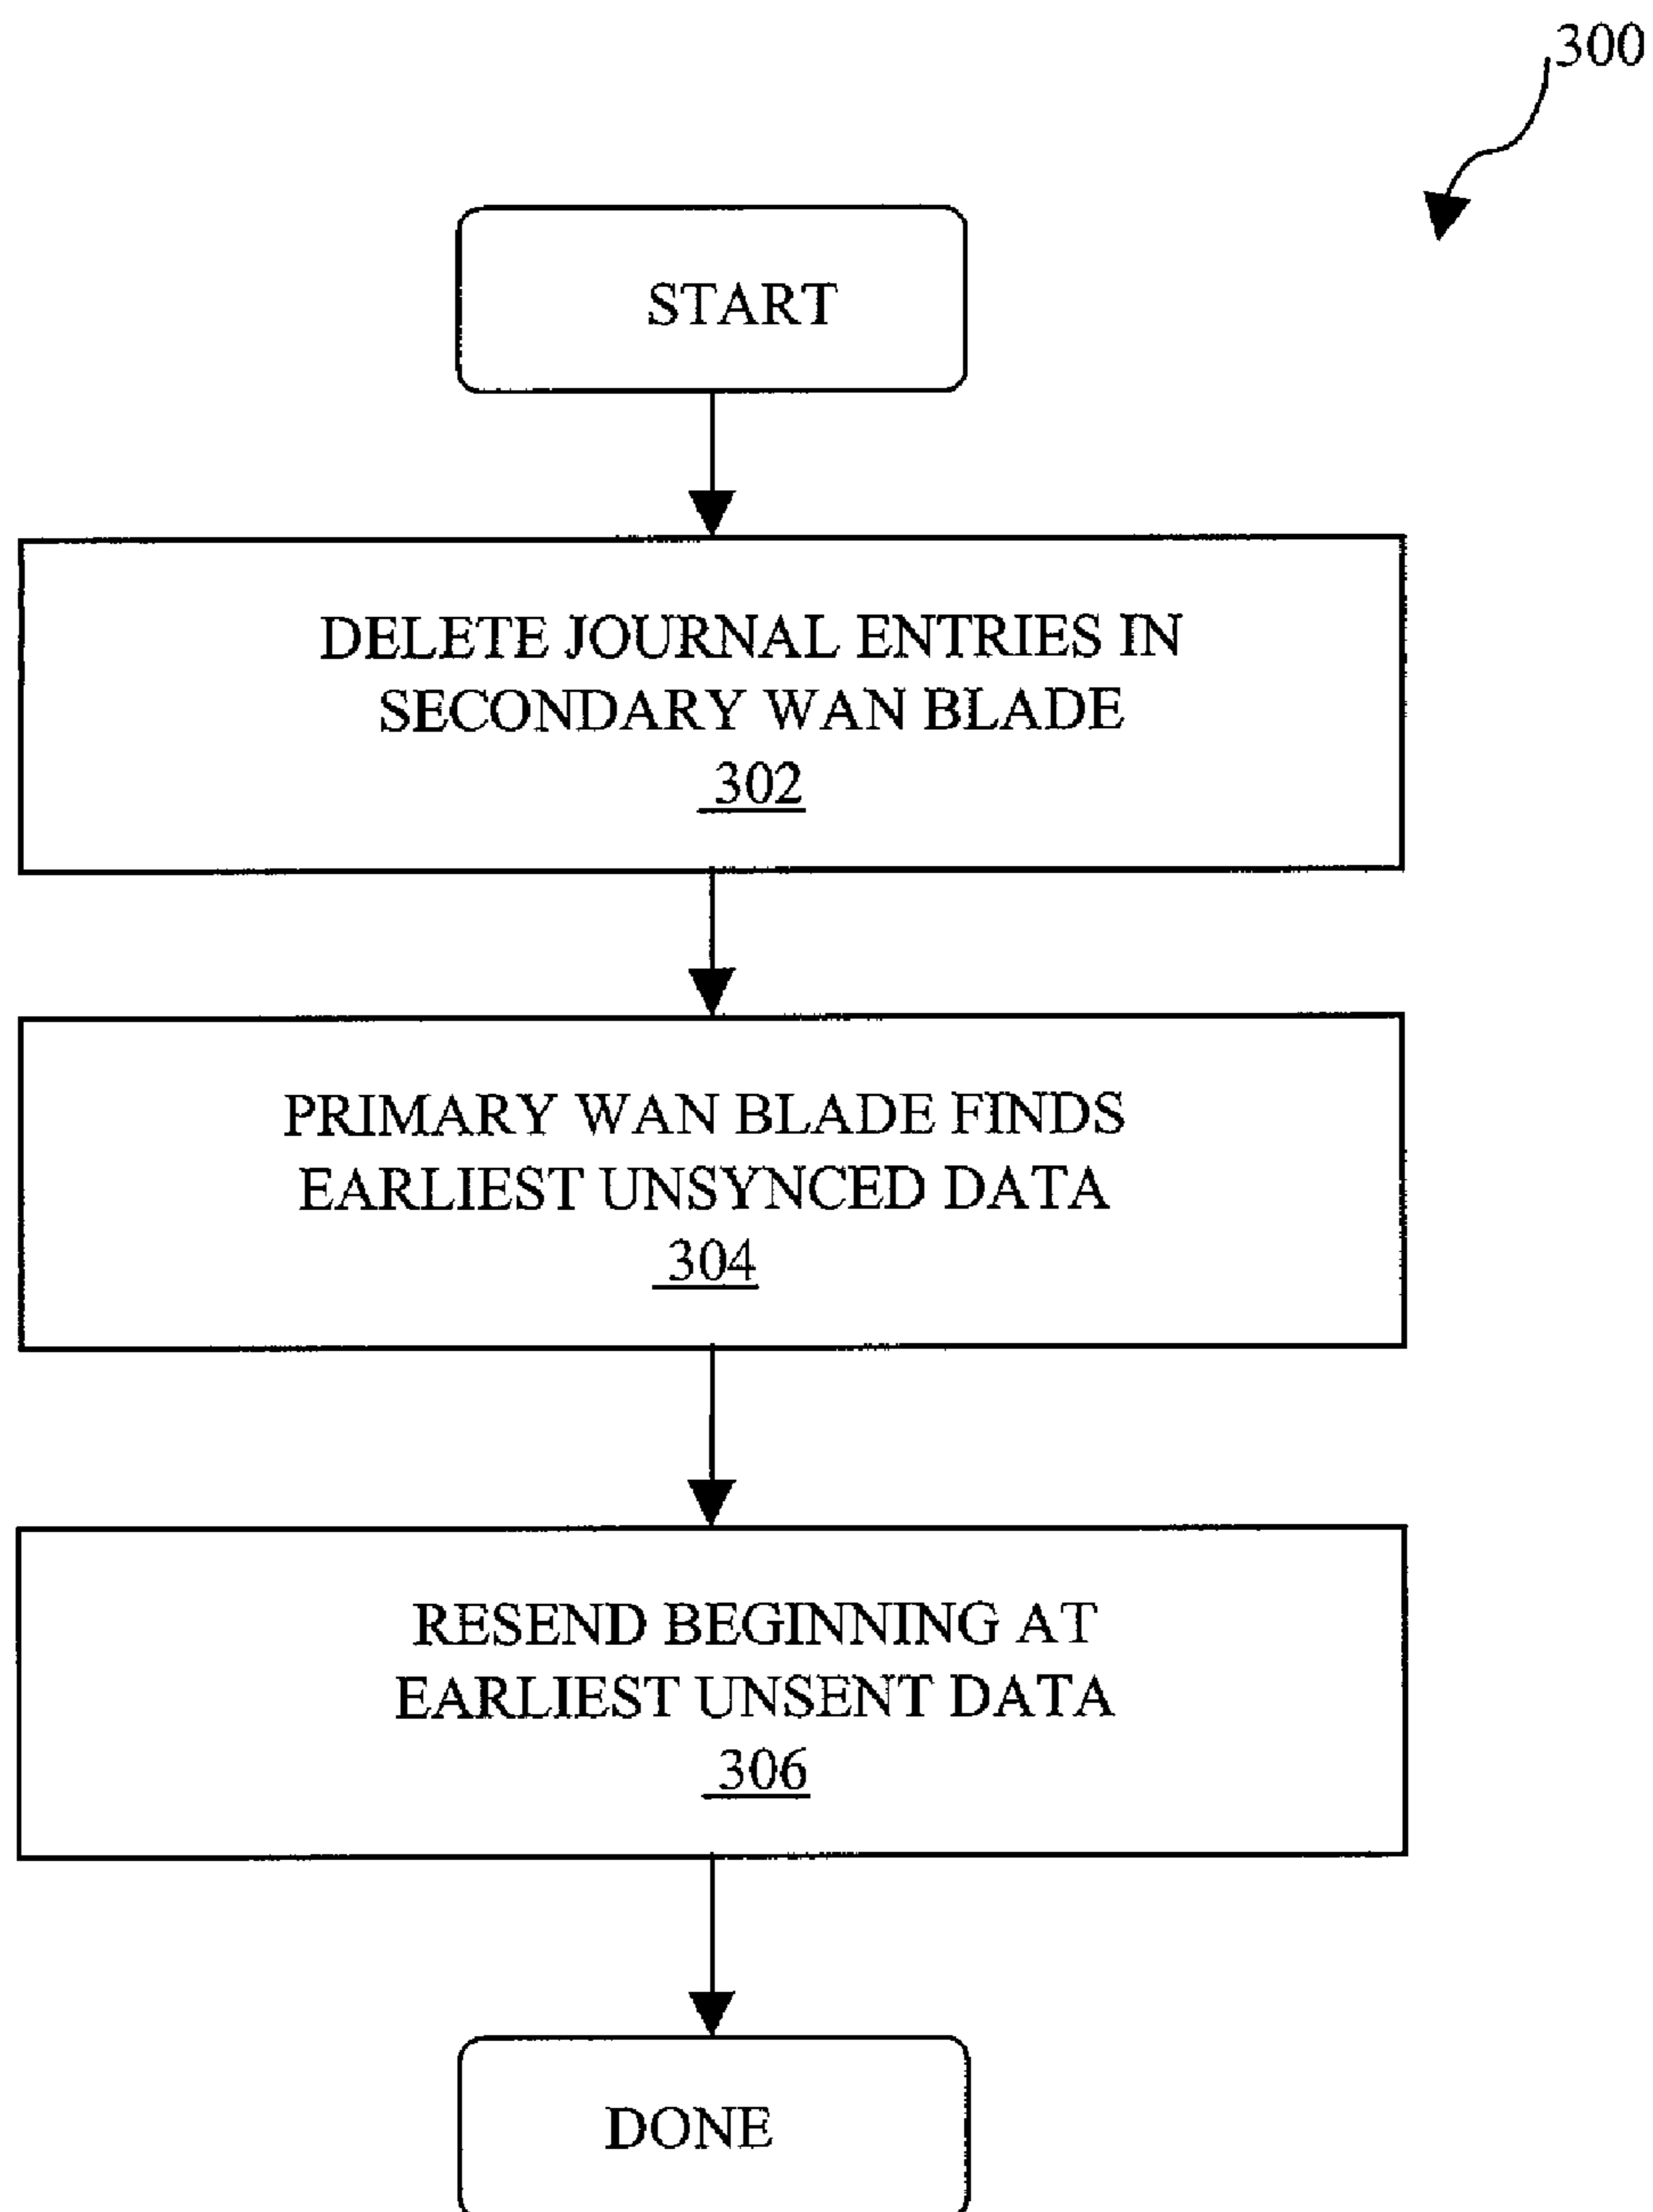 300
START
DELETE JOURNAL ENTRIES IN
SECONDARY WAN BLADE
302
PRIMARY WAN BLADE FINDS
EARLIEST UNSYNCED DATA
304
RESEND BEGINNING AT
EARLIEST UNSENT DATA
306
DONE